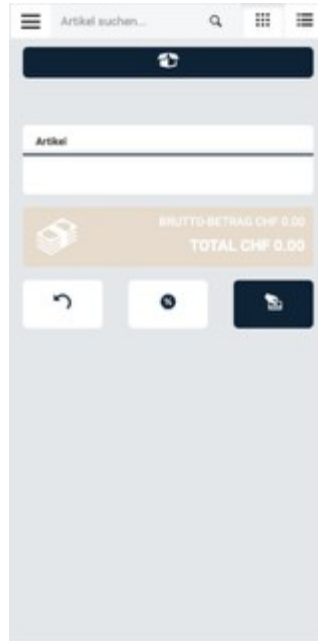 Artikel suchen...
Artikel
BRUTTO-BETRAG CHF 0.00
TOTAL CHF 0.00